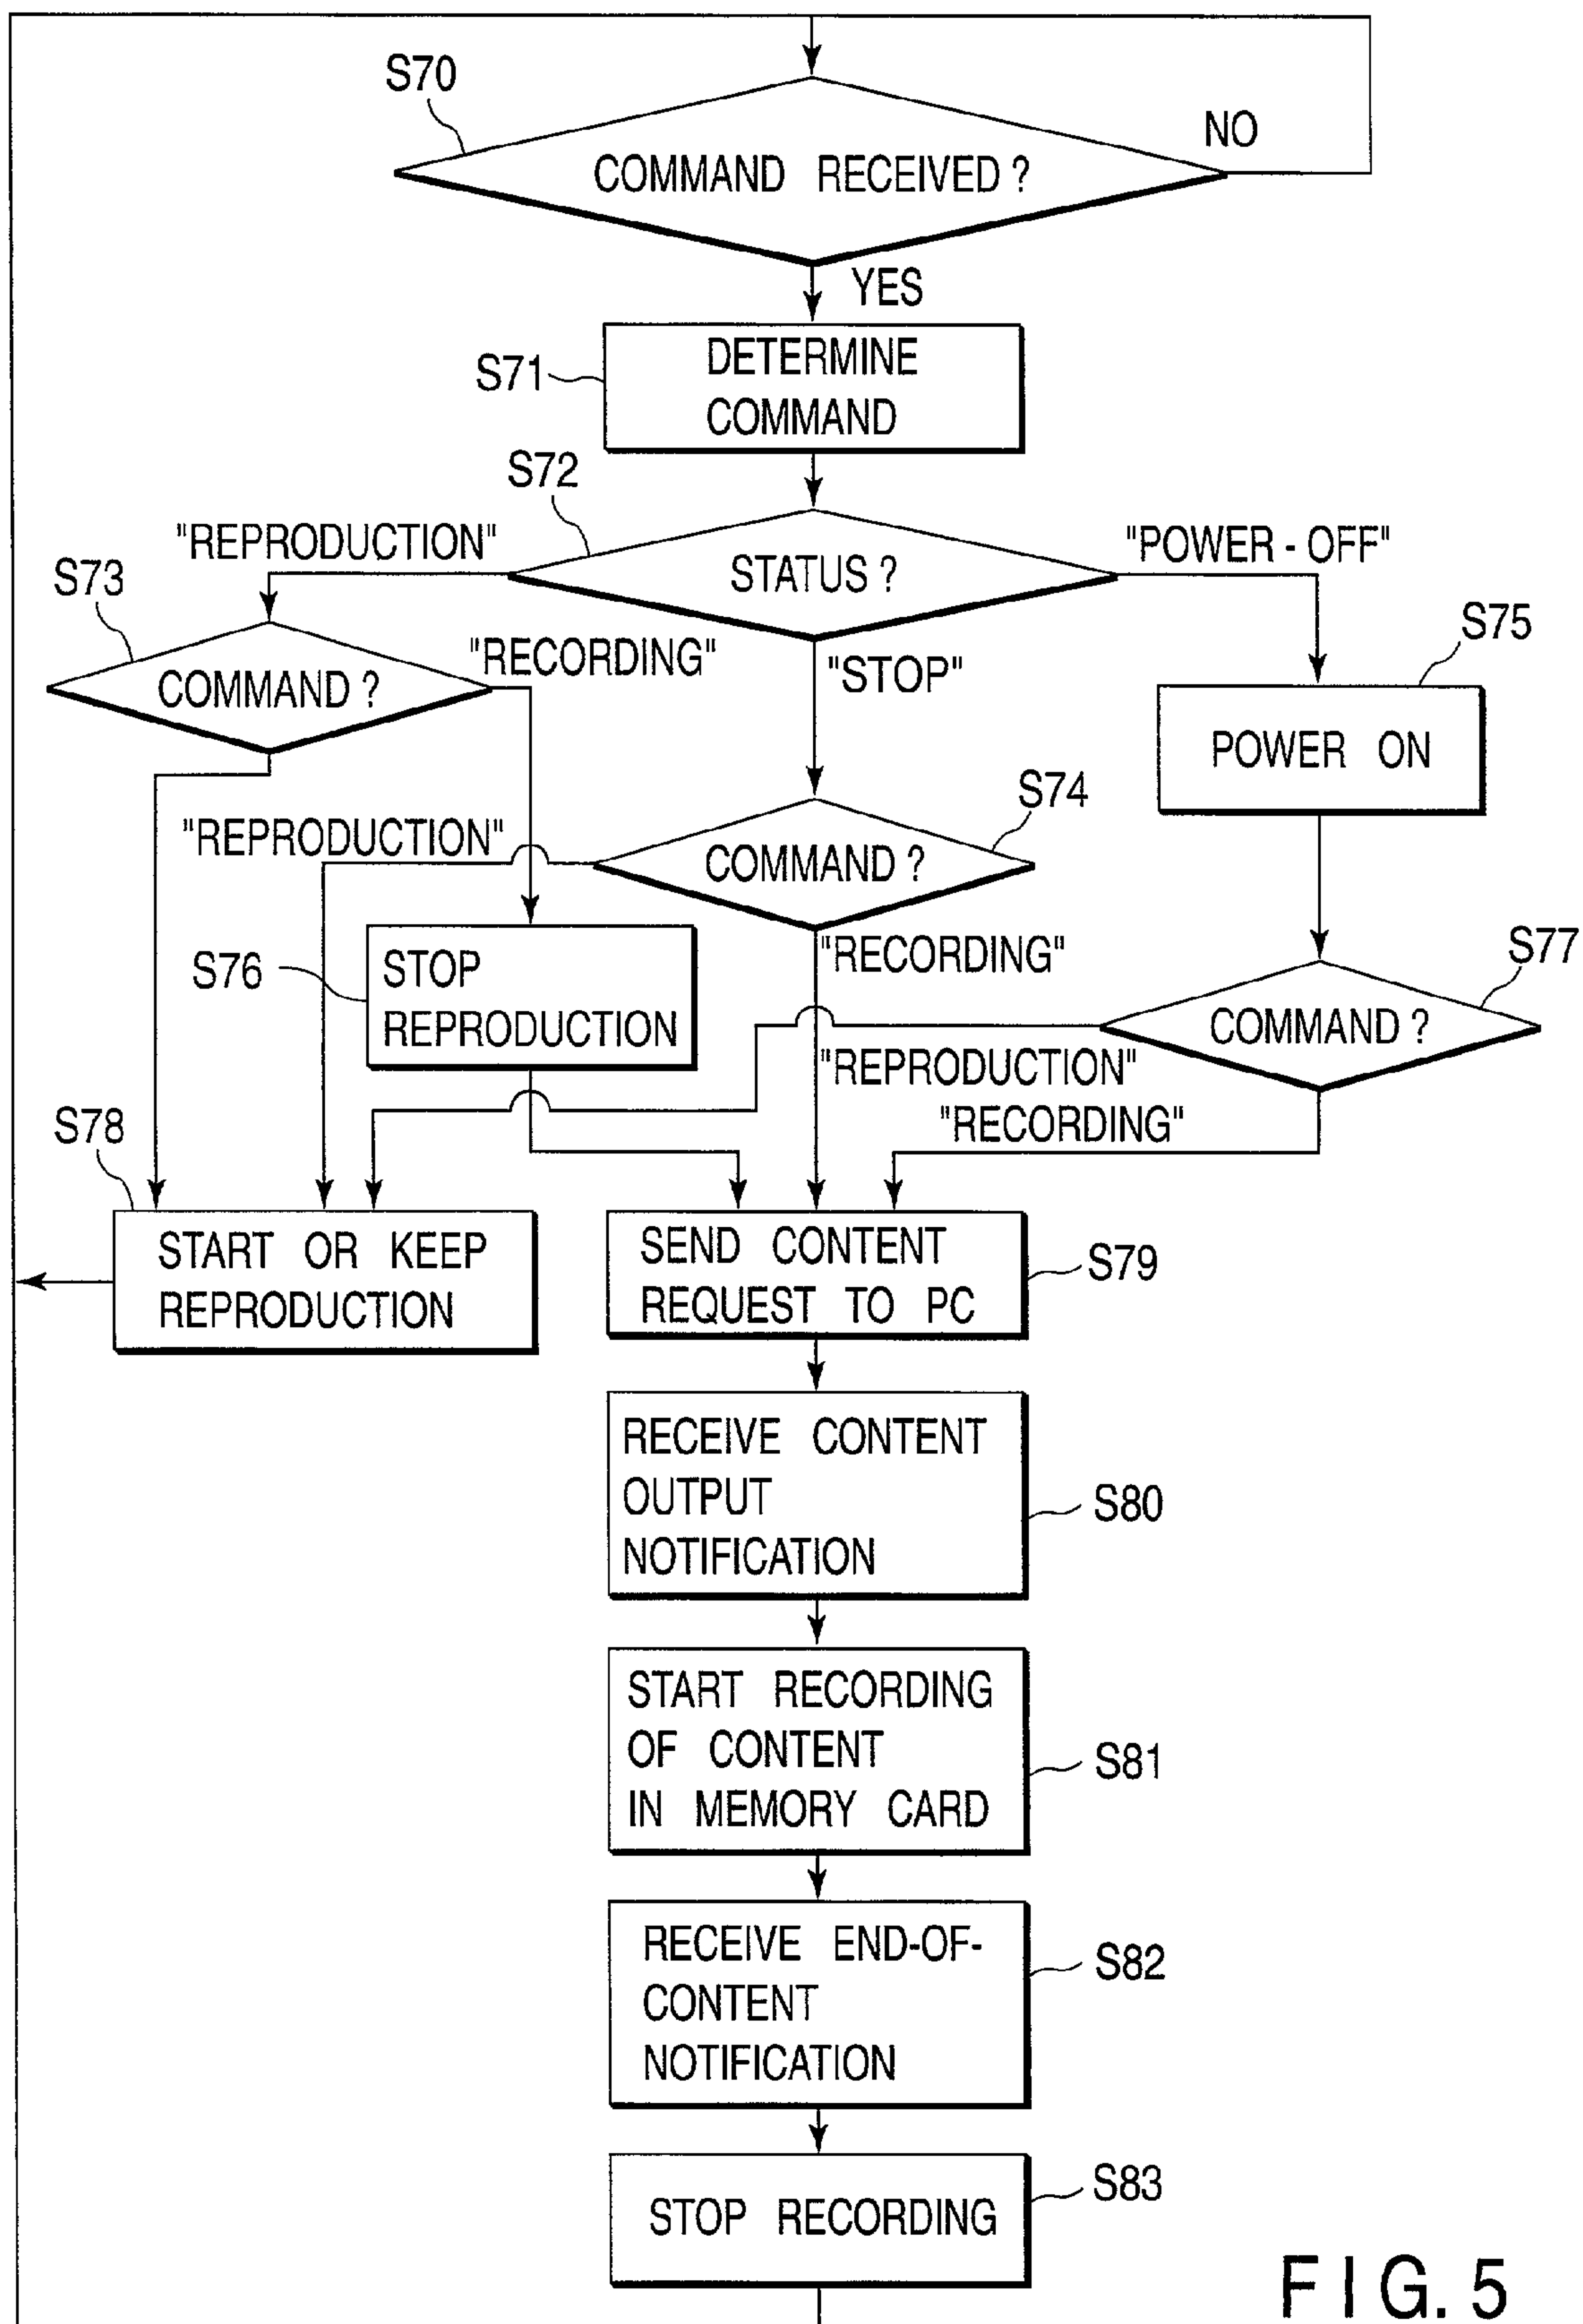 S70
NO
COMMAND RECEIVED ?
YES
S71
DETERMINE
COMMAND
S72
"REPRODUCTION"
"POWER - OFF"
STATUS ?
S73
S75
"RECORDING"
"STOP"
COMMAND ?
POWER ON
S74
"REPRODUCTION"
COMMAND ?
"RECORDING"
S77
S76
STOP
REPRODUCTION
COMMAND ?
"REPRODUCTION"
"RECORDING"
S78
START OR KEEP
REPRODUCTION
SEND CONTENT
REQUEST TO PC
S79
RECEIVE CONTENT
OUTPUT
NOTIFICATION
S80
START RECORDING
OF CONTENT
IN MEMORY CARD
S81
RECEIVE END-OF-
CONTENT
NOTIFICATION
S82
STOP RECORDING
S83
FIG. 5